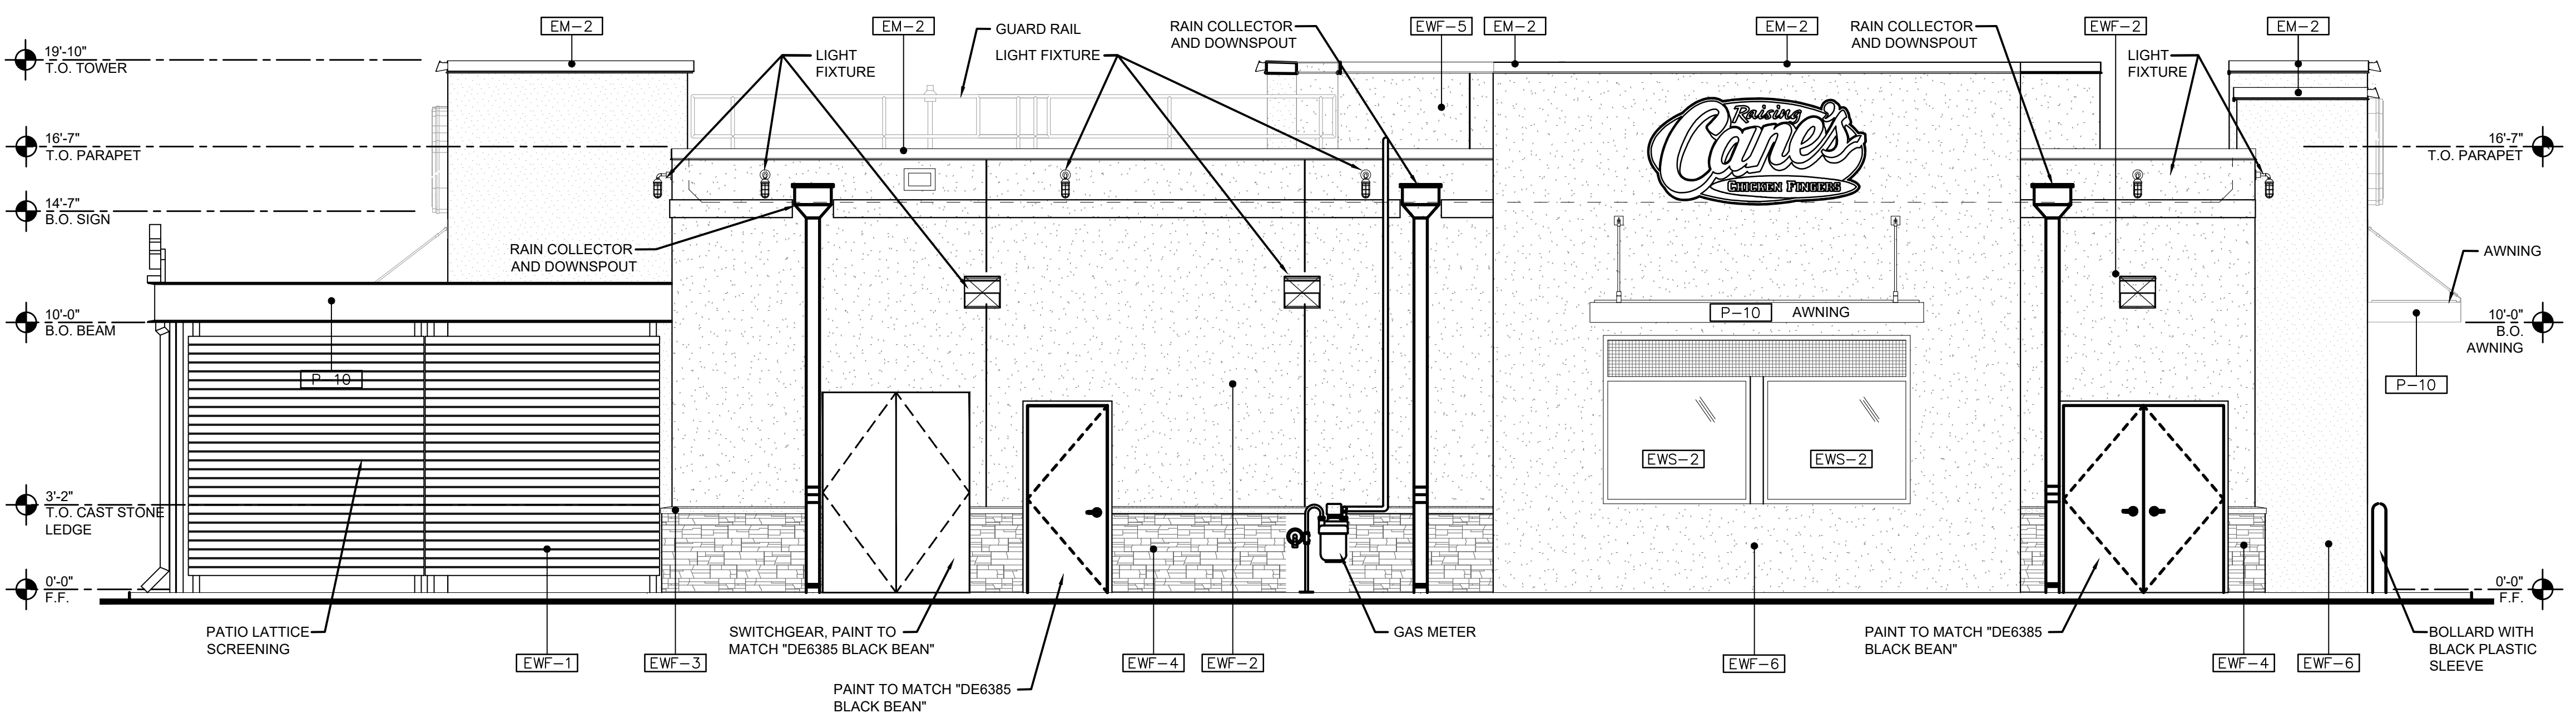 EM-2
EM-2
GUARD RAIL
LIGHT FIXTURE
LIGHT
FIXTURE
RAIN COLLECTOR
AND DOWNSPOUT
EWF-5
EM-2
EM-2
RAIN COLLECTOR
AND DOWNSPOUT
EWF-2
EM-2
LIGHT
FIXTURE
19'-10"
T.O. TOWER
16'-7"
T.O. PARAPET
14'-7"
B.O. SIGN
10'-0"
B.O. BEAM
3'-2"
T.O. CAST STONE
LEDGE
0'-0"
F.F.
RAIN COLLECTOR
AND DOWNSPOUT
P-10
Raising
Cane's
CHICKEN FINGERS
P-10 AWNING
EWS-2
EWS-2
16'-7"
T.O. PARAPET
AWNING
10'-0"
B.O.
AWNING
P-10
0'-0"
F.F.
PATIO LATTICE
SCREENING
EWF-1
EWF-3
SWITCHGEAR, PAINT TO
MATCH "DE6385 BLACK BEAN"
PAINT TO MATCH "DE6385
BLACK BEAN"
EWF-4
EWF-2
GAS METER
EWF-6
PAINT TO MATCH "DE6385
BLACK BEAN"
EWF-4
EWF-6
BOLLARD WITH
BLACK PLASTIC
SLEEVE